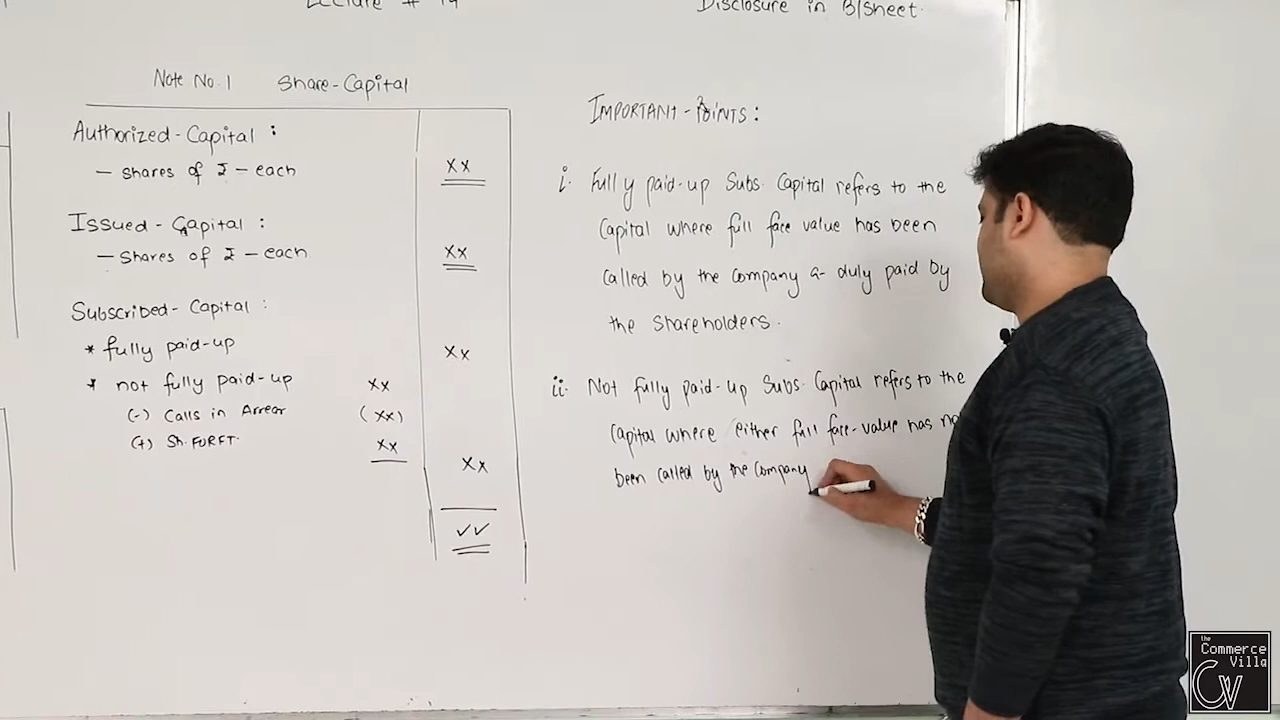 Lecture # 19
Disclosure in B/Sheet.
Note No. 1 Share-Capital
Authorized-Capital :
— shares of ₹ — each
xx
Issued-Capital :
— shares of ₹ — each
xx
Subscribed-Capital :
* fully paid-up
xx
* not fully paid-up
xx
(-) Calls in Arrear
(xx)
(+) Sh. FORFT.
xx
xx
✓✓
IMPORTANT-POINTS :
i. Fully paid-up Subs. Capital refers to the
Capital where full face value has been
called by the company & duly paid by
the Shareholders.
ii. Not fully paid-up Subs. Capital refers to the
Capital where either full face-value has no
been called by the Company
the
Commerce
Villa
CV